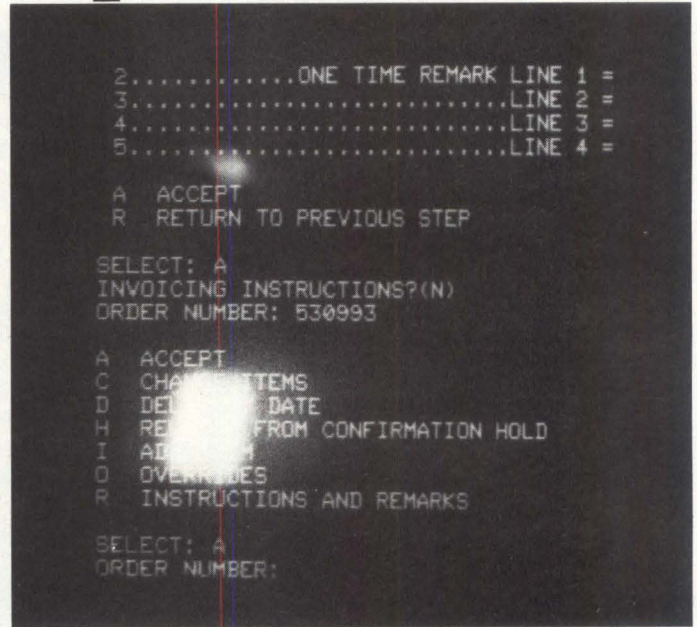 2............ONE TIME REMARK LINE 1 =
3............................LINE 2 =
4............................LINE 3 =
5............................LINE 4 =
A ACCEPT
R RETURN TO PREVIOUS STEP
SELECT: A
INVOICING INSTRUCTIONS?(N)
ORDER NUMBER: 530993
A ACCEPT
C ITEMS
D DATE
H FROM CONFIRMATION HOLD
I
O OVERRIDES
R INSTRUCTIONS AND REMARKS
SELECT: A
ORDER NUMBER: